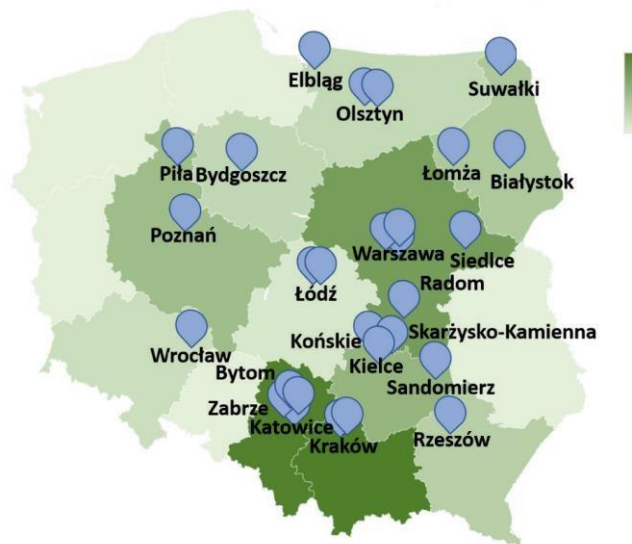 Elbląg
Suwałki
Olsztyn
Piła
Bydgoszcz
Łomża
Białystok
Poznań
Warszawa
Siedlce
Łódź
Radom
Końskie
Skarżysko-Kamienna
Wrocław
Kielce
Bytom
Sandomierz
Zabrze
Katowice
Kraków
Rzeszów